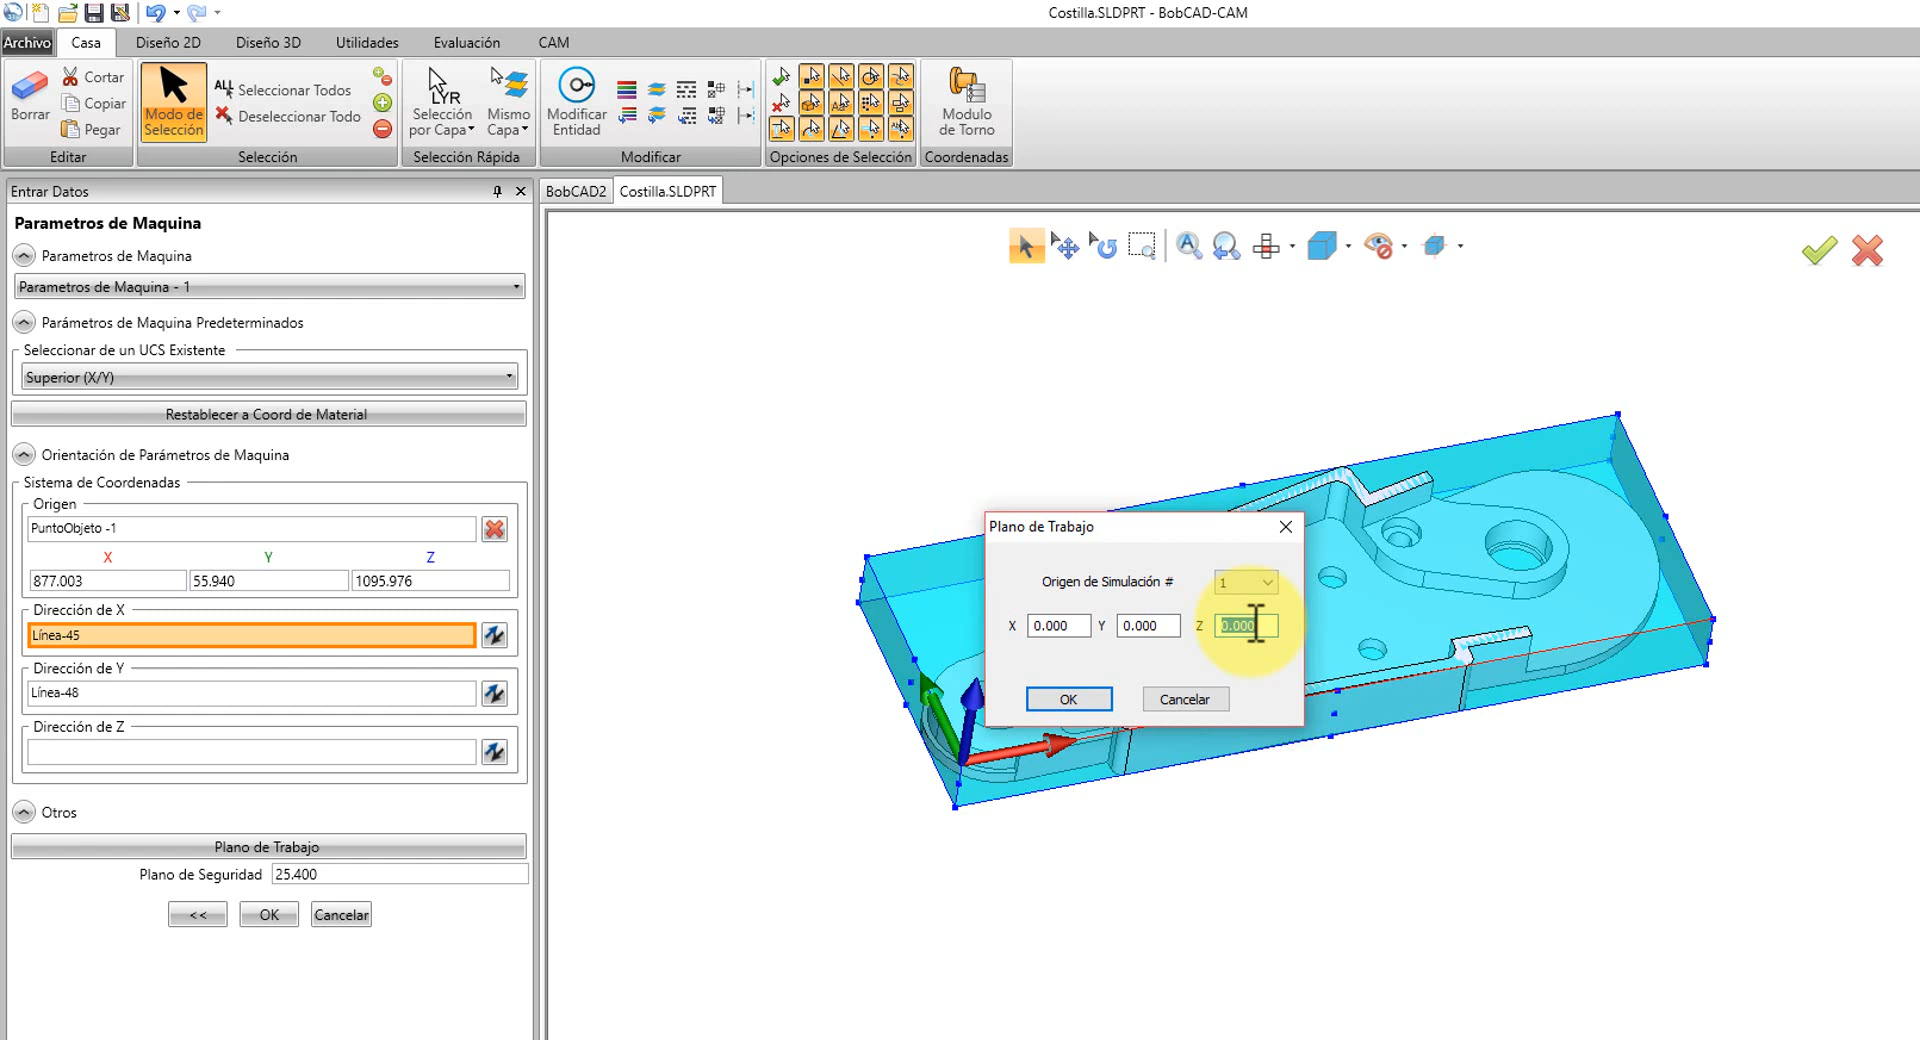 Costilla.SLDPRT - BobCAD-CAM
Archivo Casa Diseño 2D Diseño 3D Utilidades Evaluación CAM
Borrar
Cortar
Copiar
Pegar
Editar
Modo de
Selección
ALL Seleccionar Todos
Deseleccionar Todo
Selección
LYR
Selección
por Capa
Mismo
Capa
Selección Rápida
Modificar
Entidad
Modificar
Opciones de Selección
Modulo
de Torno
Coordenadas
Entrar Datos
BobCAD2 Costilla.SLDPRT
Parametros de Maquina
Parametros de Maquina
Parametros de Maquina - 1
Parámetros de Maquina Predeterminados
Seleccionar de un UCS Existente
Superior (X/Y)
Restablecer a Coord de Material
Orientación de Parámetros de Maquina
Sistema de Coordenadas
Origen
PuntoObjeto -1
X Y Z
877.003 55.940 1095.976
Dirección de X
Línea-45
Dirección de Y
Línea-48
Dirección de Z
Otros
Plano de Trabajo
Plano de Seguridad 25.400
<< OK Cancelar
Plano de Trabajo
Origen de Simulación # 1
X 0.000 Y 0.000 Z 0.000
OK Cancelar